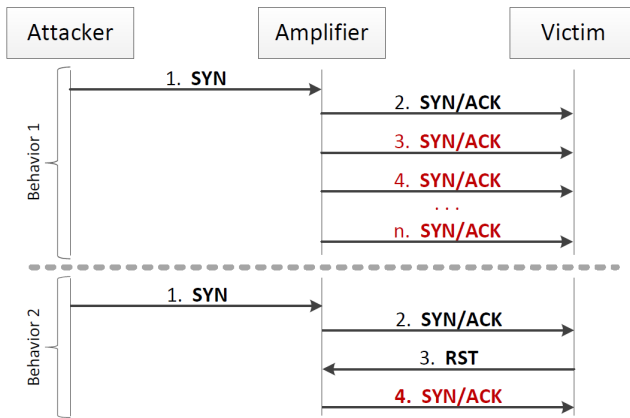 Attacker
Amplifier
Victim
Behavior 1
1. SYN
2. SYN/ACK
3. SYN/ACK
4. SYN/ACK
...
n. SYN/ACK
Behavior 2
1. SYN
2. SYN/ACK
3. RST
4. SYN/ACK